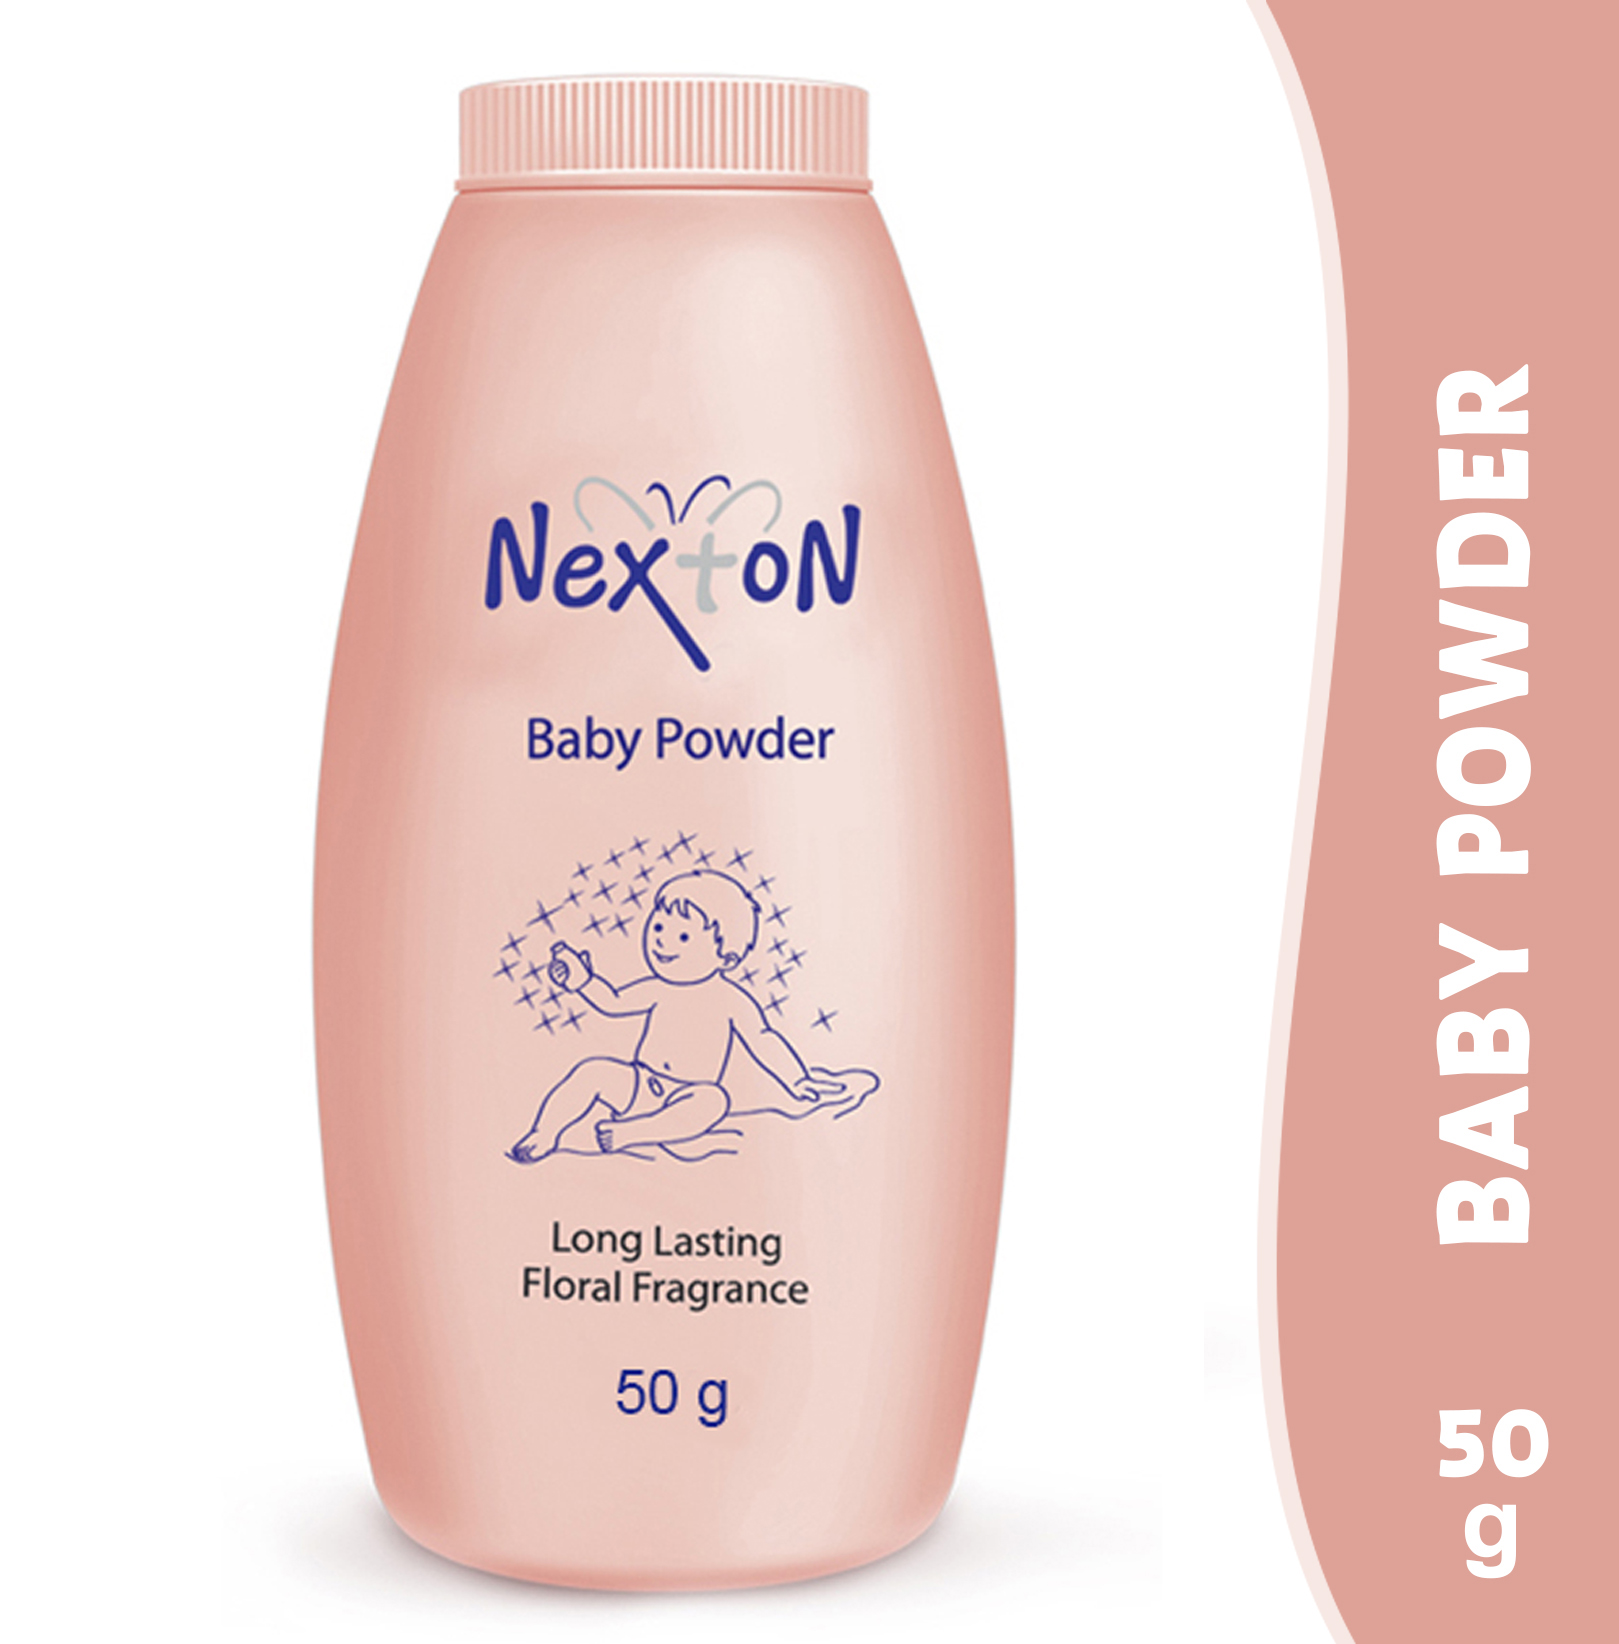 NextoN
Baby Powder
Long Lasting
Floral Fragrance
50 g
BABY POWDER
50
g